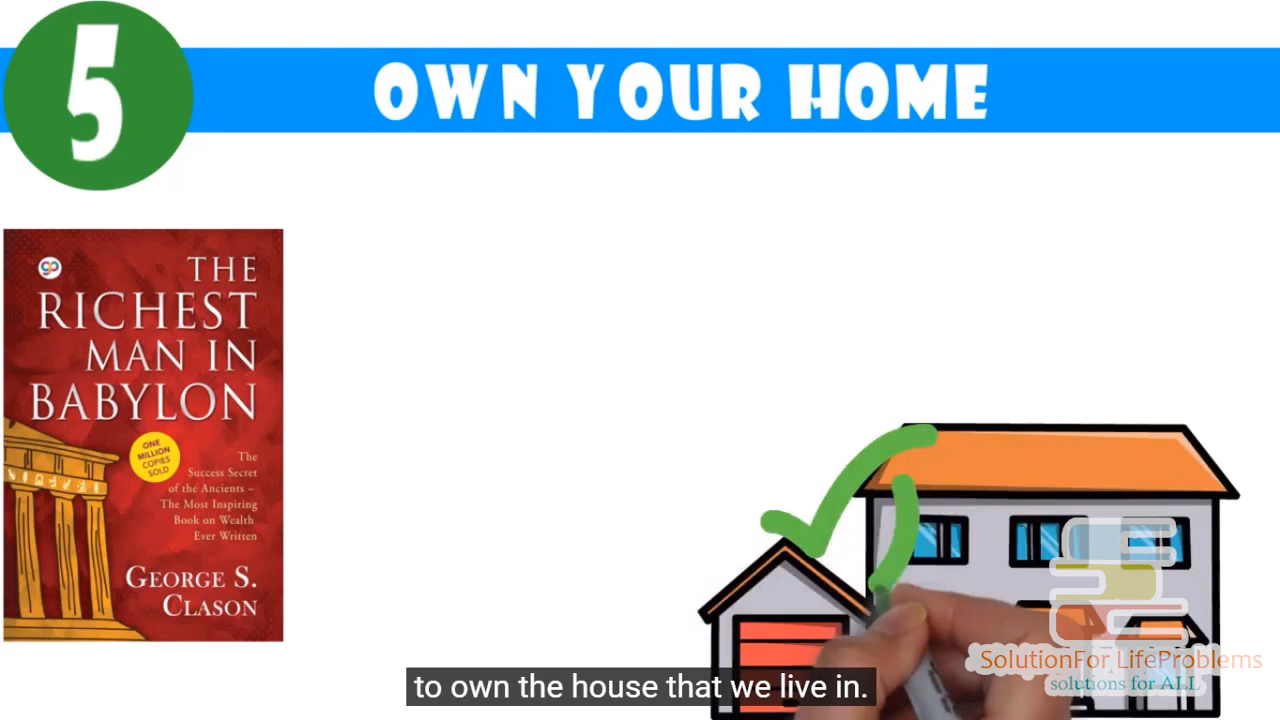 5
OWN YOUR HOME
go
THE
RICHEST
MAN IN
BABYLON
ONE
MILLION
COPIES
SOLD
The
Success Secret
of the Ancients –
The Most Inspiring
Book on Wealth
Ever Written
GEORGE S.
CLASON
to own the house that we live in.
SolutionFor LifeProblems
solutions for ALL